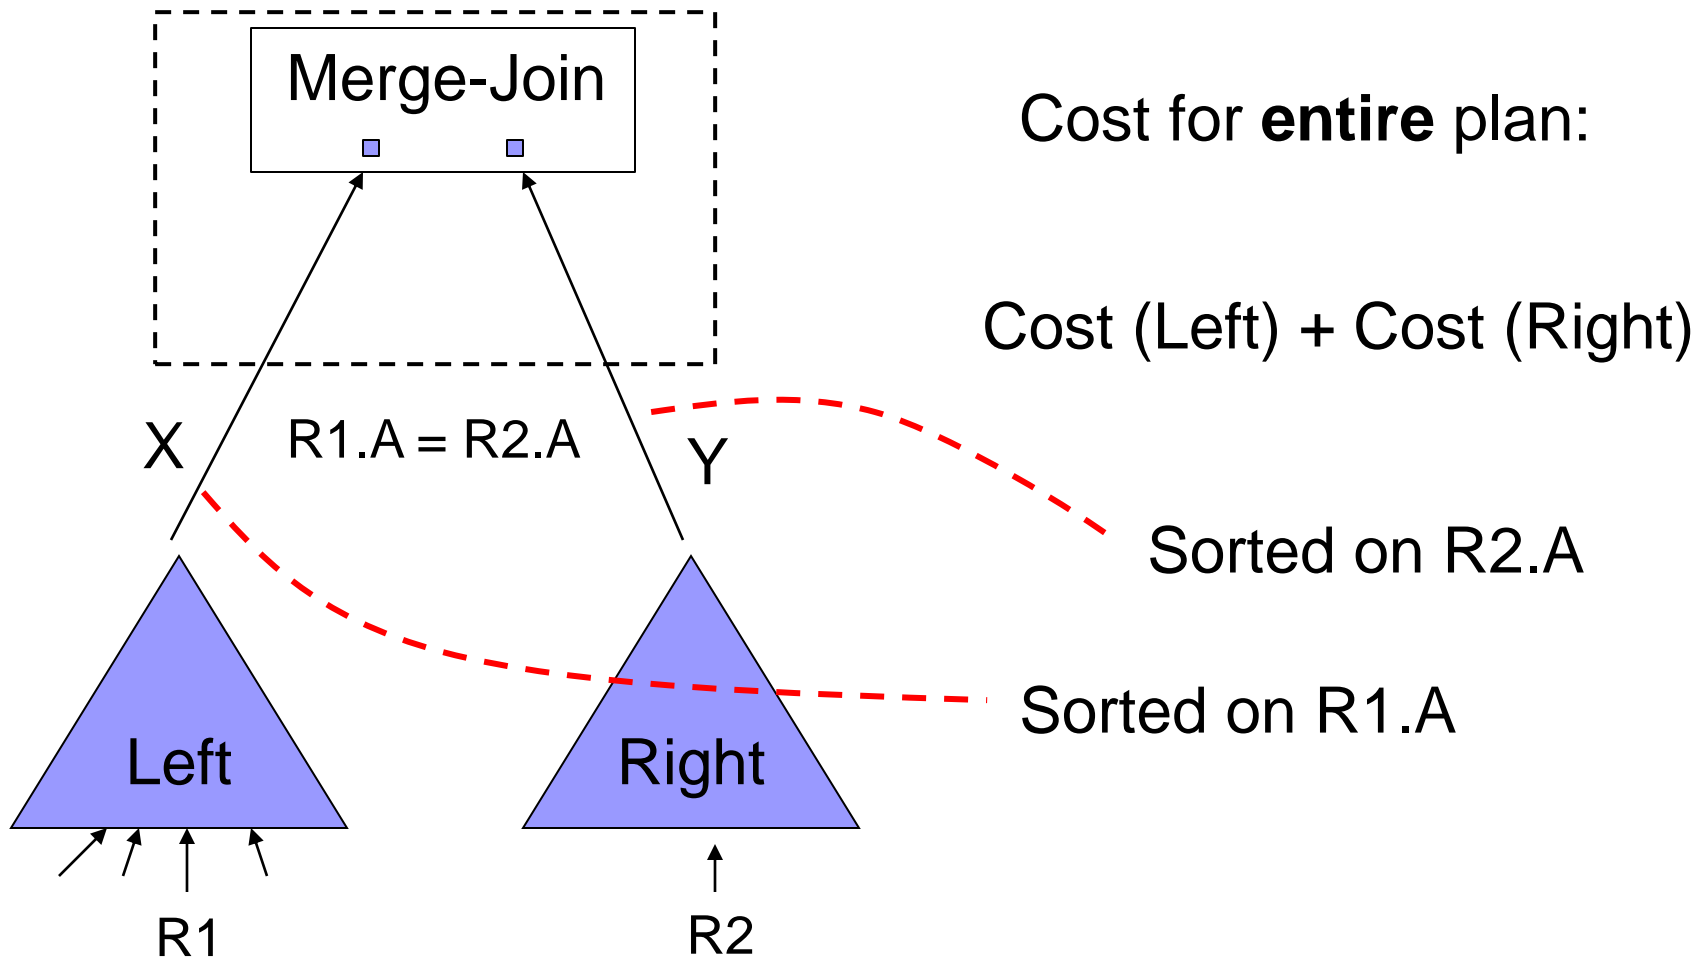 Merge-Join
Cost for entire plan:
Cost (Left) + Cost (Right)
X
R1.A = R2.A
Y
Sorted on R2.A
Sorted on R1.A
Left
Right
R1
R2